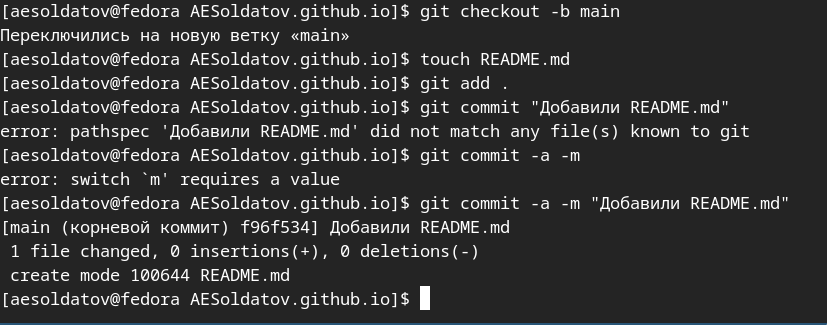 [aesoldatov@fedora AESoldatov.github.io]$ git checkout -b main
Переключились на новую ветку «main»
[aesoldatov@fedora AESoldatov.github.io]$ touch README.md
[aesoldatov@fedora AESoldatov.github.io]$ git add .
[aesoldatov@fedora AESoldatov.github.io]$ git commit "Добавили README.md"
error: pathspec 'Добавили README.md' did not match any file(s) known to git
[aesoldatov@fedora AESoldatov.github.io]$ git commit -a -m
error: switch `m' requires a value
[aesoldatov@fedora AESoldatov.github.io]$ git commit -a -m "Добавили README.md"
[main (корневой коммит) f96f534] Добавили README.md
 1 file changed, 0 insertions(+), 0 deletions(-)
 create mode 100644 README.md
[aesoldatov@fedora AESoldatov.github.io]$